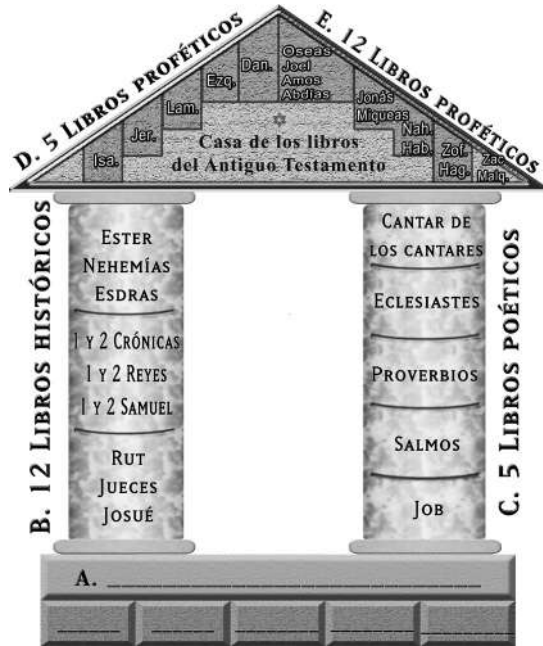 D. 5 LIBROS PROFÉTICOS
E. 12 LIBROS PROFÉTICOS
Isa.
Jer.
Lam.
Ezq.
Dan.
Oseas
Joel
Amos
Abdías
Jonás
Miqueas
Nah.
Hab.
Zof.
Hag.
Zac
Malq.
Casa de los libros
del Antiguo Testamento
B. 12 LIBROS HISTÓRICOS
ESTER
NEHEMÍAS
ESDRAS
1 Y 2 CRÓNICAS
1 Y 2 REYES
1 Y 2 SAMUEL
RUT
JUECES
JOSUÉ
CANTAR DE
LOS CANTARES
ECLESIASTES
PROVERBIOS
SALMOS
JOB
C. 5 LIBROS POÉTICOS
A.